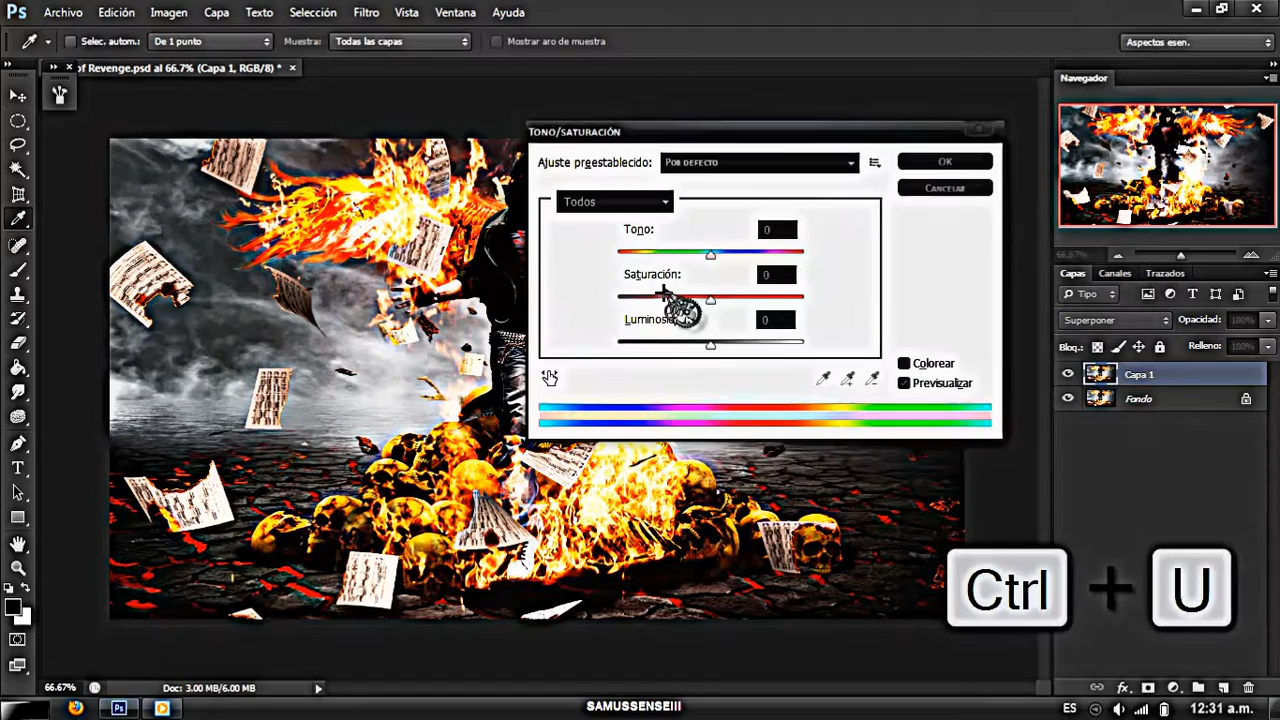 Ps Archivo Edición Imagen Capa Texto Selección Filtro Vista Ventana Ayuda
Selec. autom.: De 1 punto Muestra: Todas las capas Mostrar aro de muestra Aspectos esen.
of Revenge.psd al 66.7% (Capa 1, RGB/8) *
Navegador
Tono/saturación
Ajuste preestablecido: Por defecto OK
Cancelar
Todos
Tono: 0
Saturación: 0
Luminosi 0
Colorear
Previsualizar
66.67%
Capas Canales Trazados
Tipo
Superponer Opacidad: 100%
Bloq.: Relleno: 100%
Capa 1
Fondo
Ctrl + U
66.67% Doc: 3.00 MB/6.00 MB
Ps SAMUSSENSEIII ES 12:31 a.m.